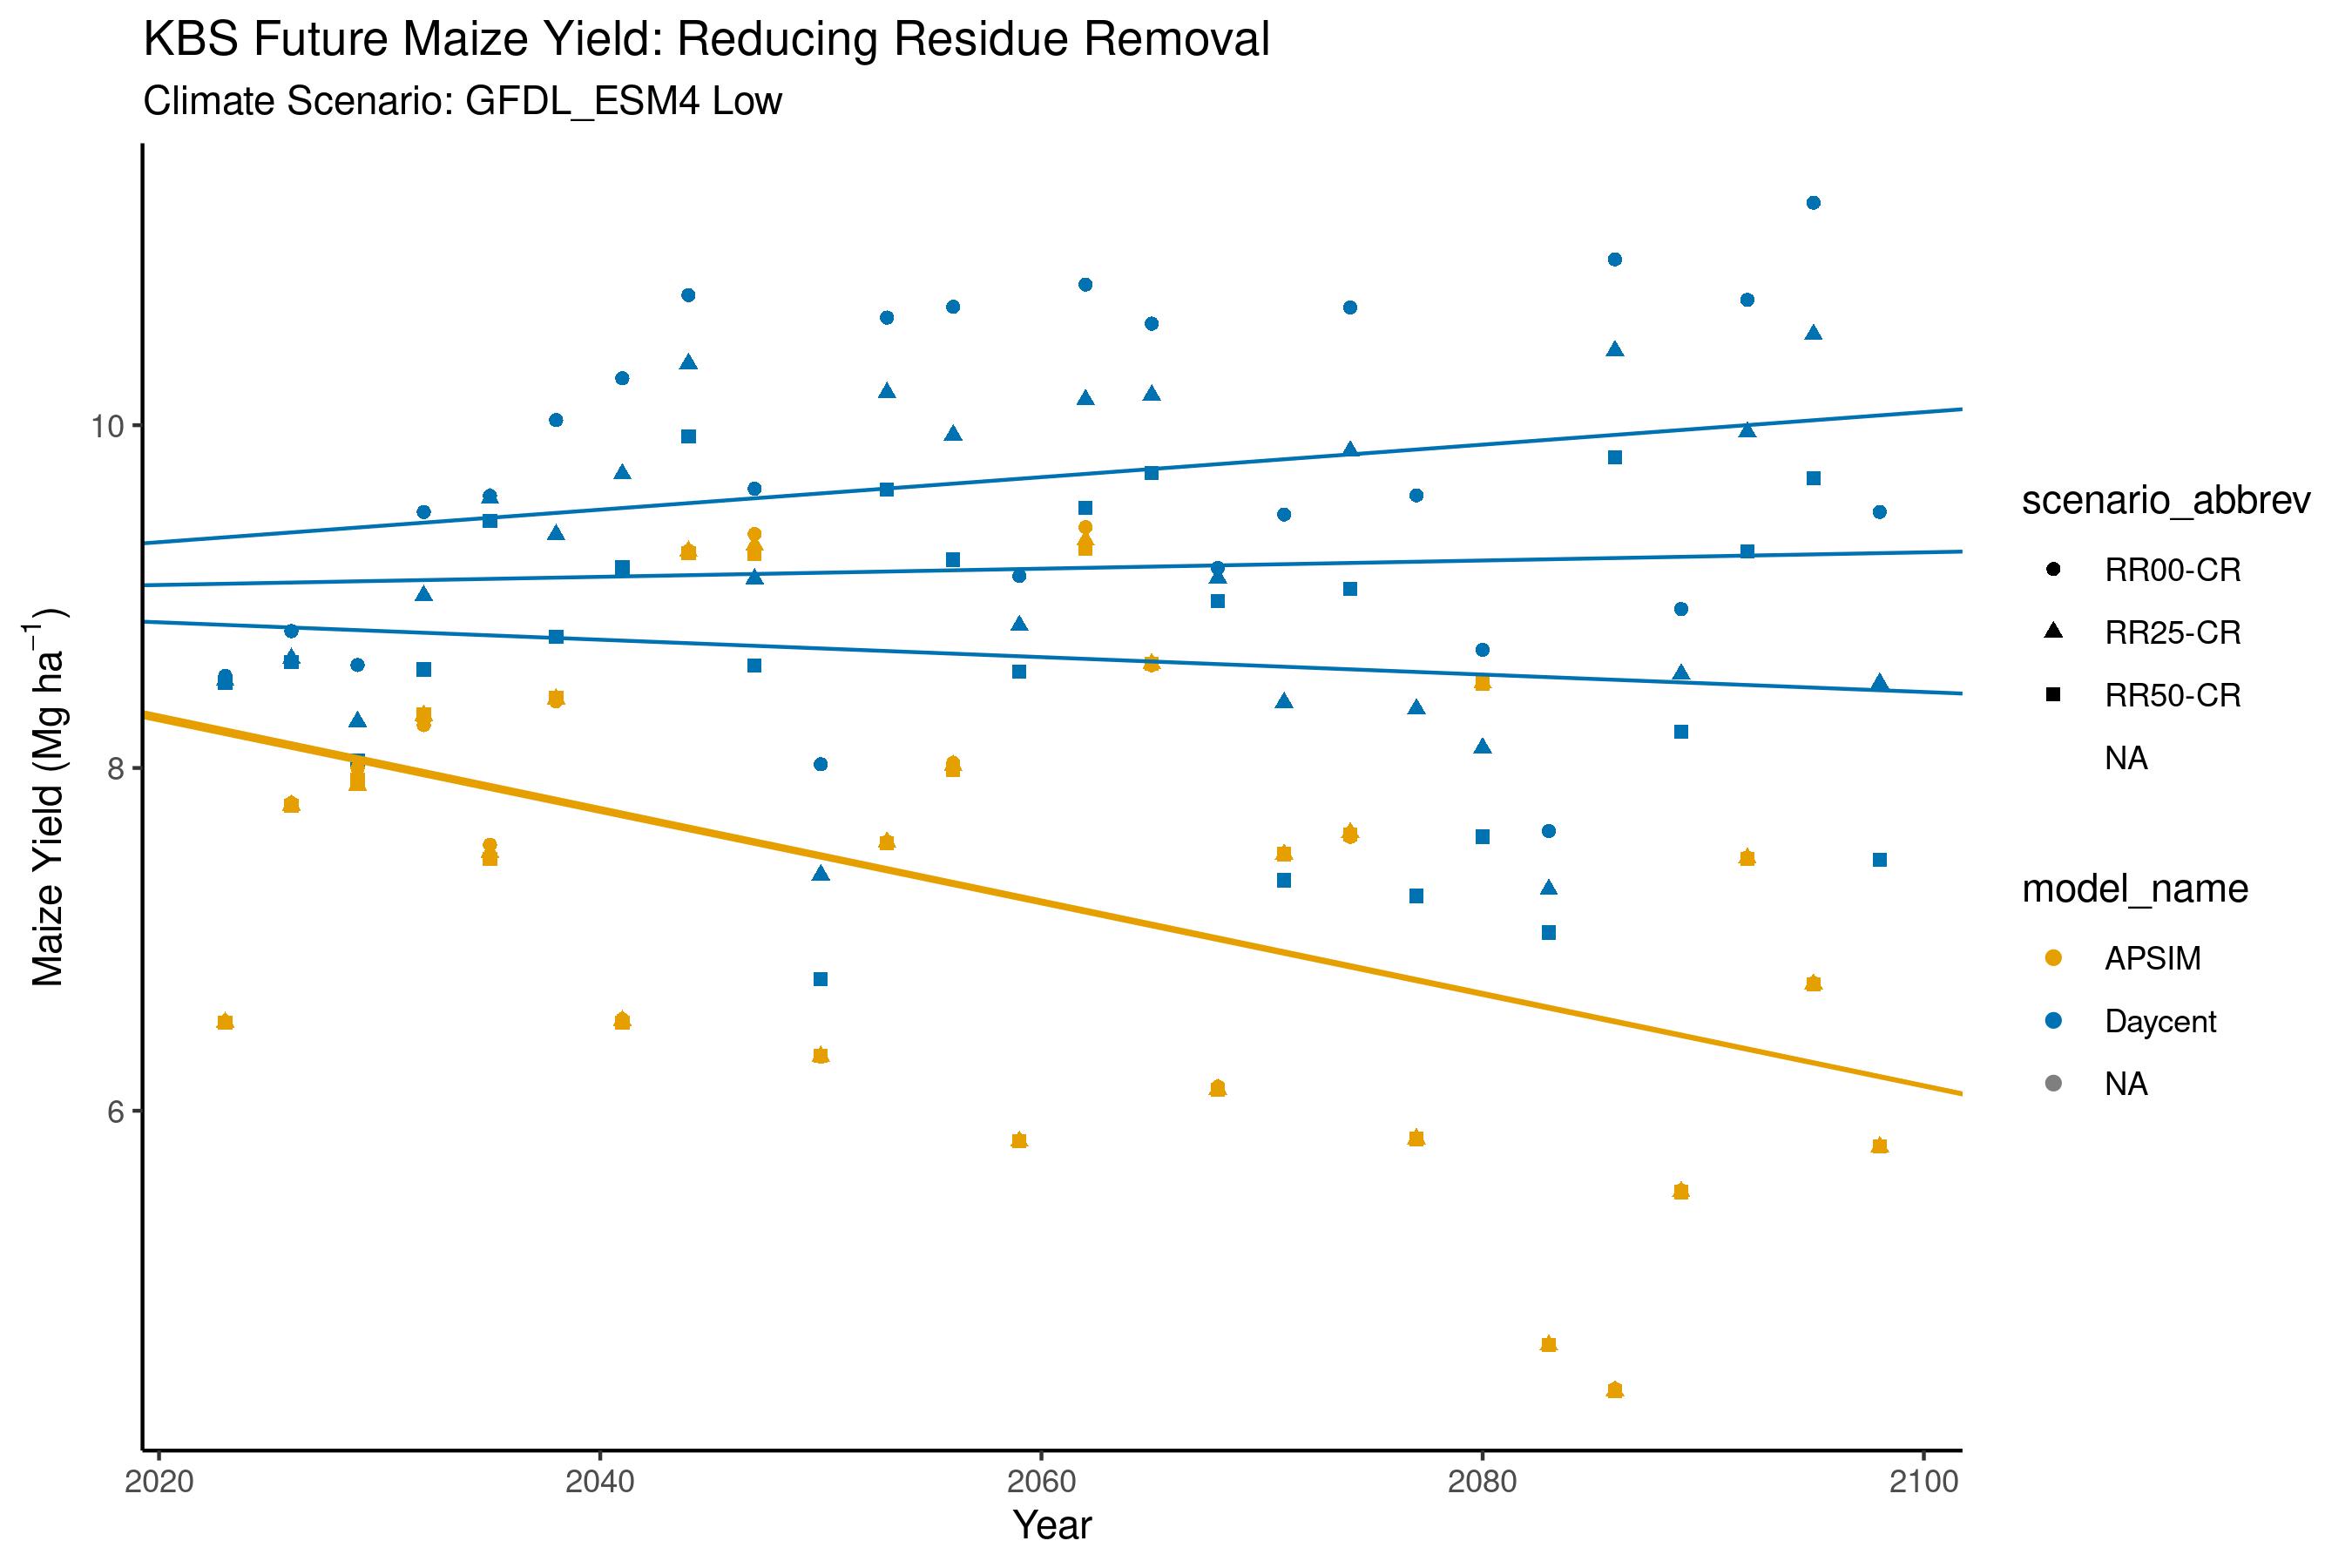 KBS Future Maize Yield: Reducing Residue Removal
Climate Scenario: GFDL_ESM4 Low
Maize Yield (Mg ha⁻¹)
10
8
6
2020
2040
2060
2080
2100
Year
scenario_abbrev
RR00-CR
RR25-CR
RR50-CR
NA
model_name
APSIM
Daycent
NA